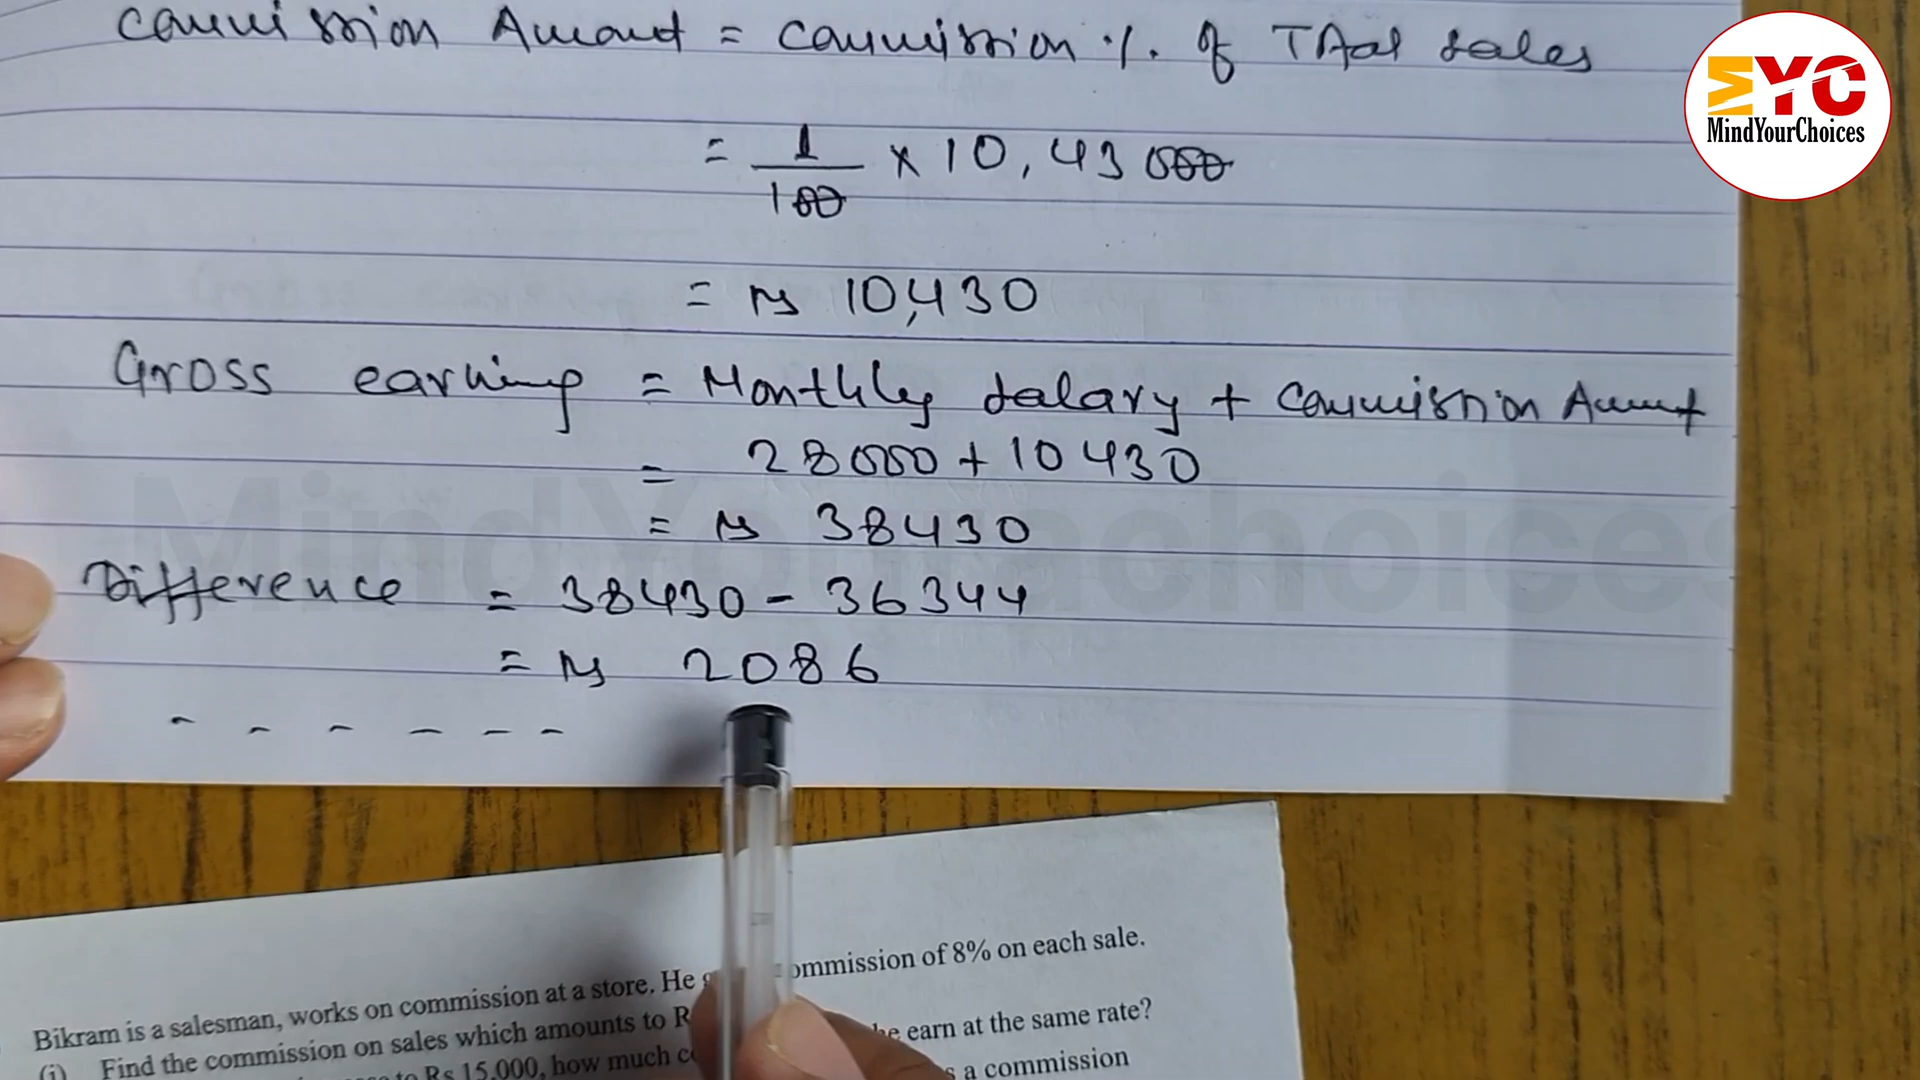 Commission Amount = Commission %. of Total sales
MYC
MindYourChoices
= 1/100 × 10,43000
= Rs 10,430
Gross earning = Monthly salary + Commission Amount
= 28000 + 10430
= Rs 38430
Difference = 38430 - 36344
= Rs 2086
- - - - - -
Bikram is a salesman, works on commission at a store. He commission of 8% on each sale.
(i) Find the commission on sales which amounts to earn at the same rate?
to Rs 15,000, how much a commission